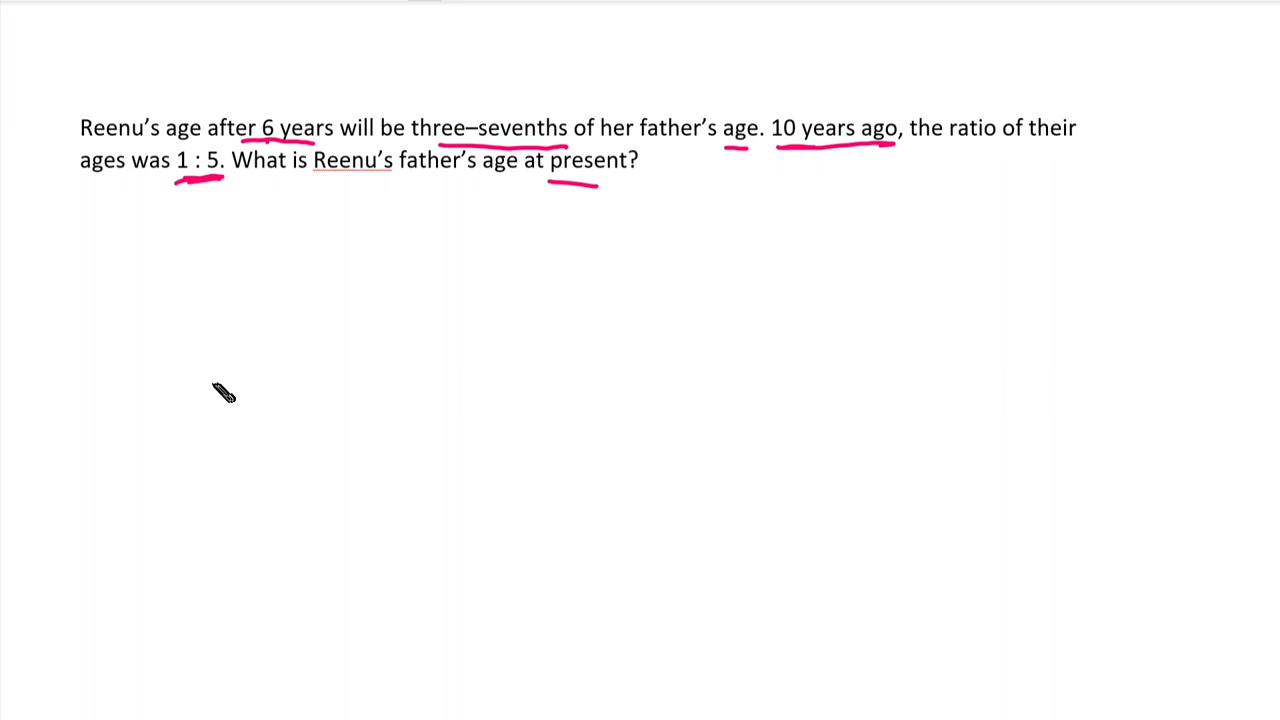 Reenu’s age after 6 years will be three–sevenths of her father’s age. 10 years ago, the ratio of their
ages was 1 : 5. What is Reenu’s father’s age at present?